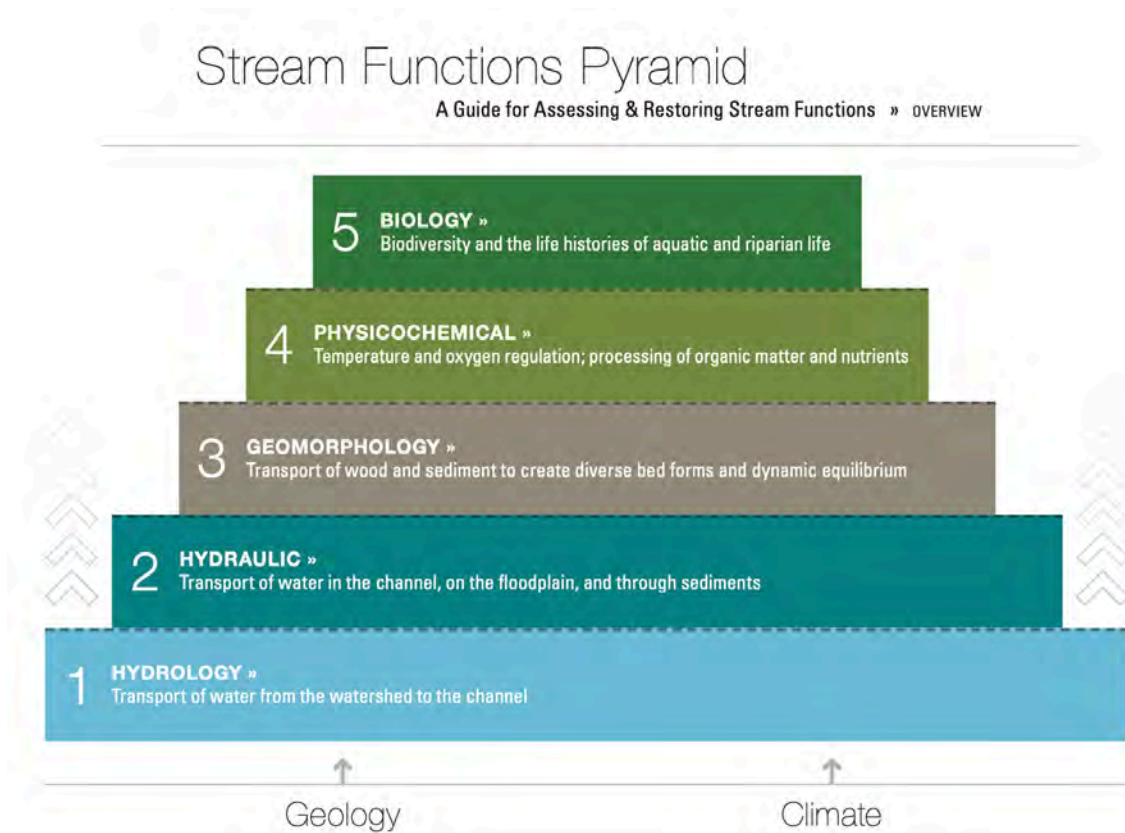 Stream Functions Pyramid
A Guide for Assessing & Restoring Stream Functions » OVERVIEW
5 BIOLOGY »
Biodiversity and the life histories of aquatic and riparian life
4 PHYSICOCHEMICAL »
Temperature and oxygen regulation; processing of organic matter and nutrients
3 GEOMORPHOLOGY »
Transport of wood and sediment to create diverse bed forms and dynamic equilibrium
2 HYDRAULIC »
Transport of water in the channel, on the floodplain, and through sediments
1 HYDROLOGY »
Transport of water from the watershed to the channel
Geology Climate